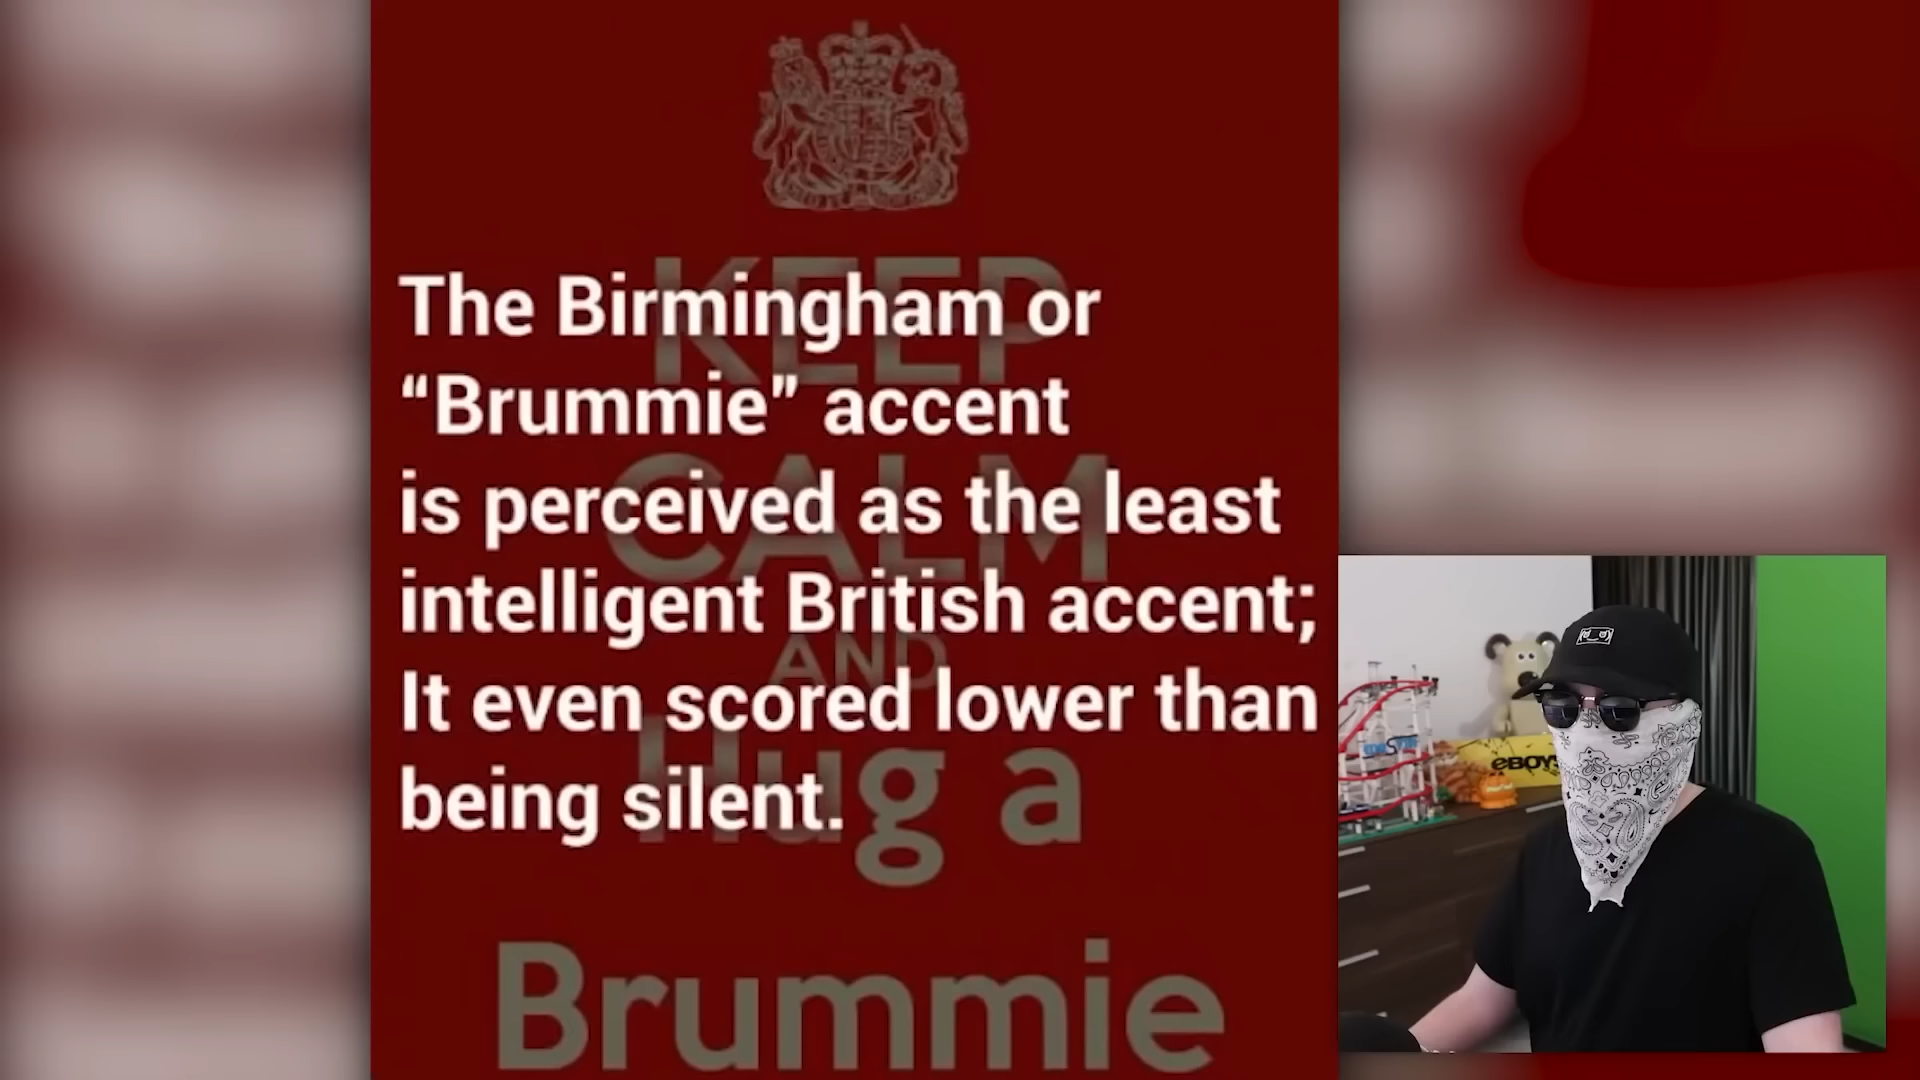 KEEP
The Birmingham or
“Brummie” accent
CALM
is perceived as the least
intelligent British accent;
AND
It even scored lower than
Hug a
being silent.
Brummie
eBOYS